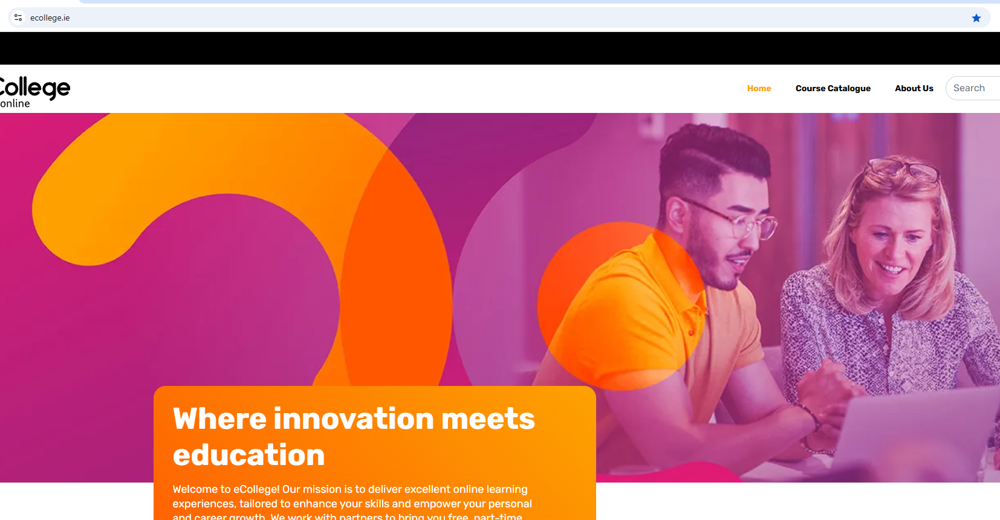 ecollege.ie
College
online
Home
Course Catalogue
About Us
Search
Where innovation meets
education
Welcome to eCollege! Our mission is to deliver excellent online learning
experiences, tailored to enhance your skills and empower your personal
and career growth. We work with partners to bring you free, part-time